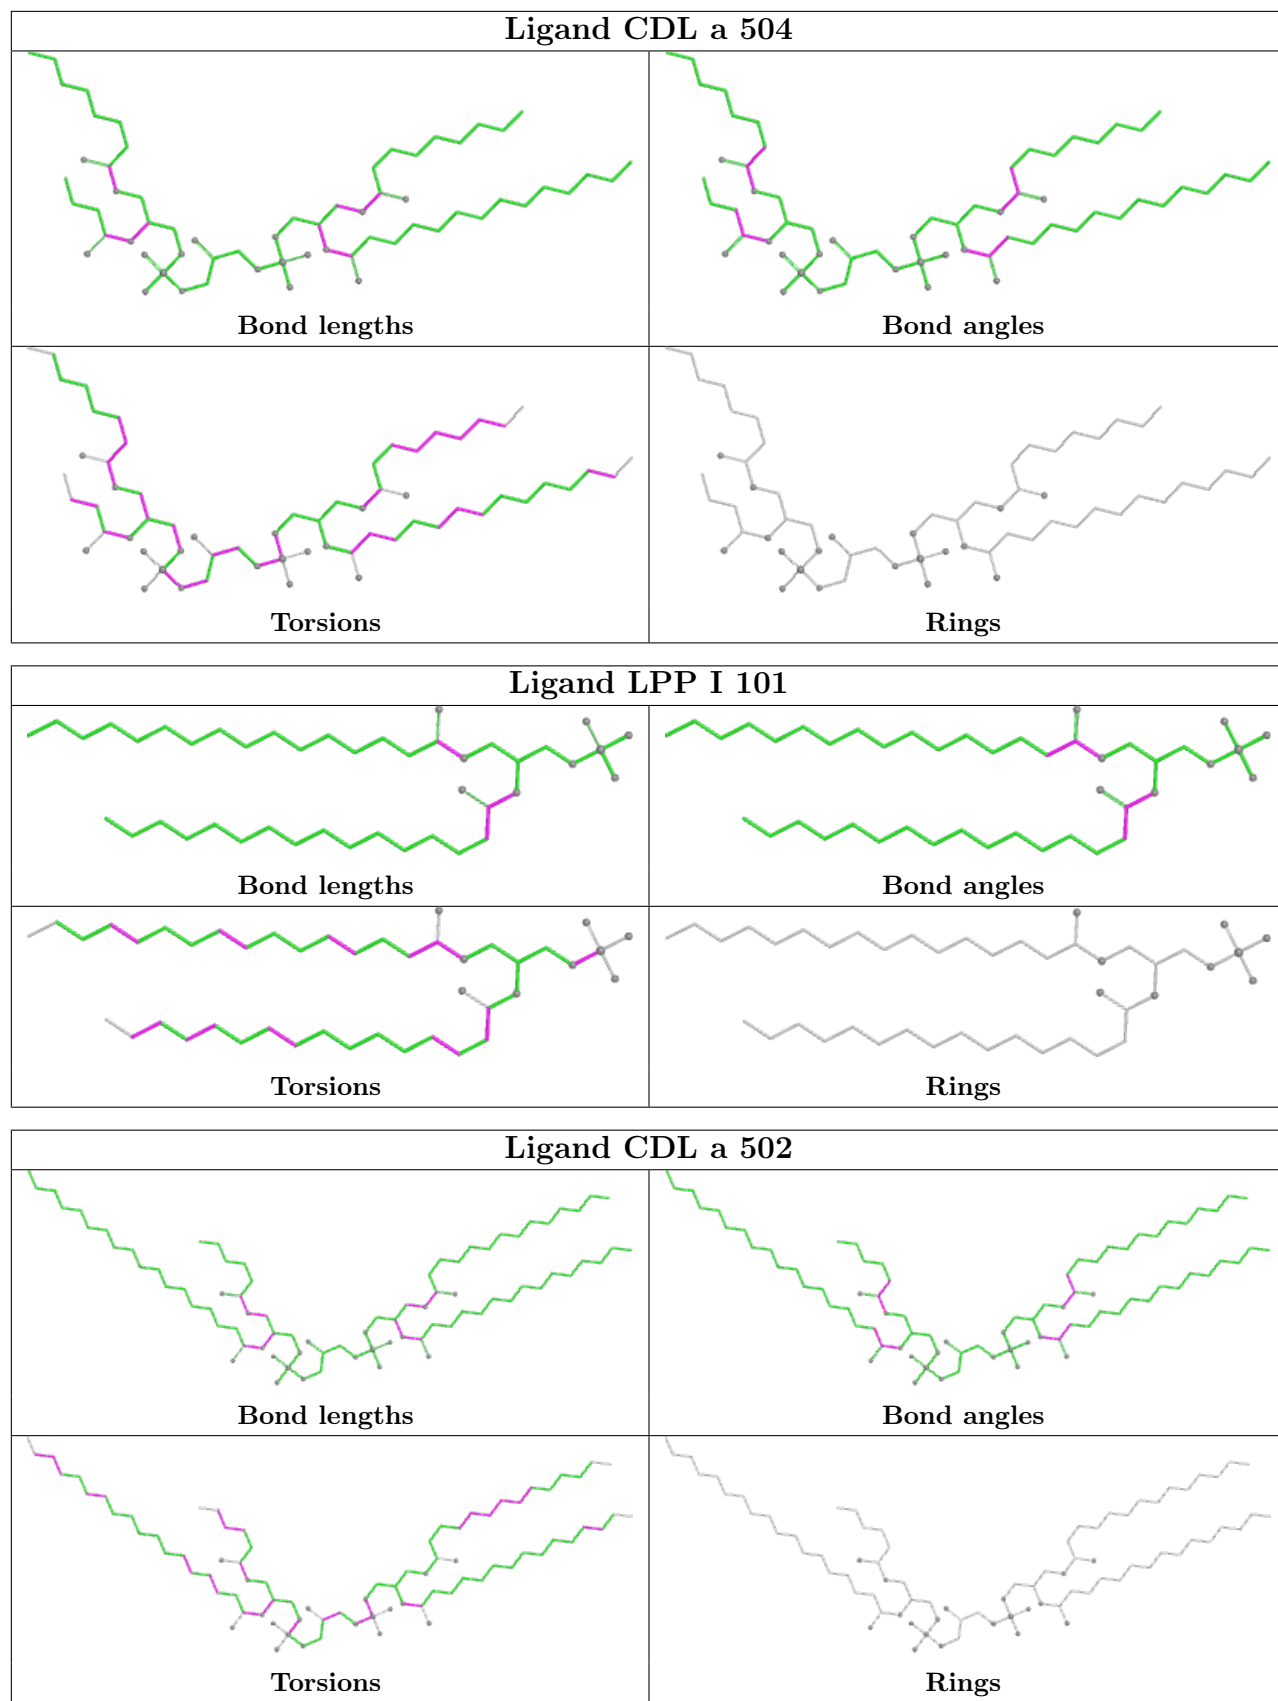 Ligand CDL a 504
Bond lengths
Bond angles
Torsions
Rings
Ligand LPP I 101
Bond lengths
Bond angles
Torsions
Rings
Ligand CDL a 502
Bond lengths
Bond angles
Torsions
Rings